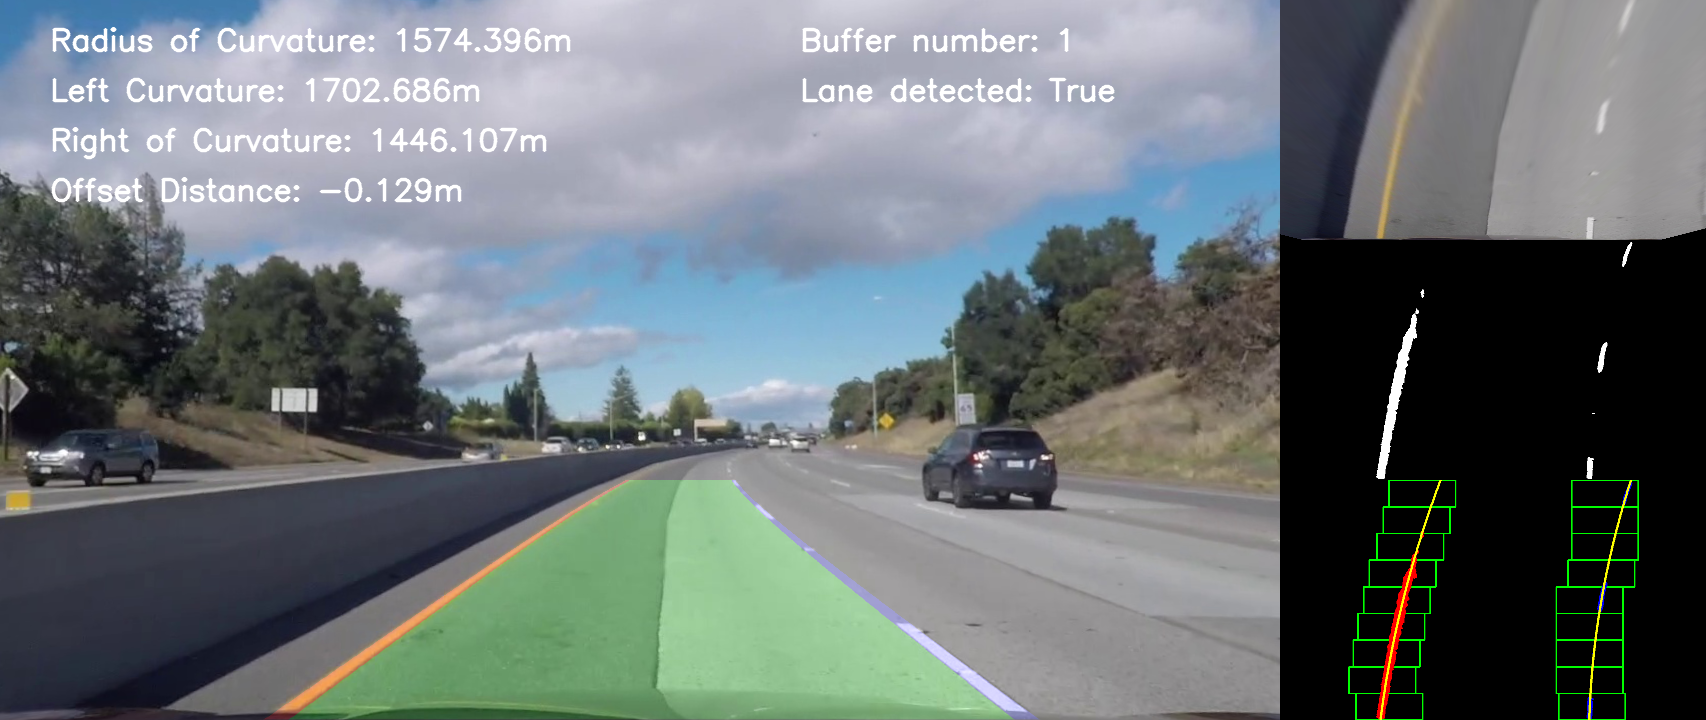 Radius of Curvature: 1574.396m
Left Curvature: 1702.686m
Right of Curvature: 1446.107m
Offset Distance: −0.129m
Buffer number: 1
Lane detected: True